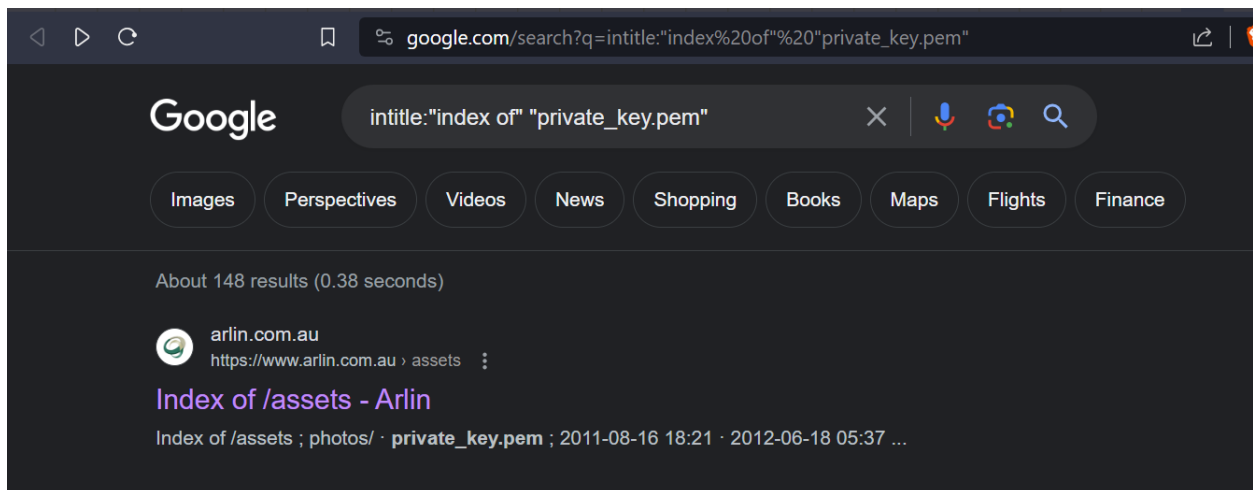 google.com/search?q=intitle:"index%20of"%20"private_key.pem"
Google
intitle:"index of" "private_key.pem"
Images Perspectives Videos News Shopping Books Maps Flights Finance
About 148 results (0.38 seconds)
arlin.com.au
https://www.arlin.com.au › assets
Index of /assets - Arlin
Index of /assets ; photos/ · private_key.pem ; 2011-08-16 18:21 · 2012-06-18 05:37 ...